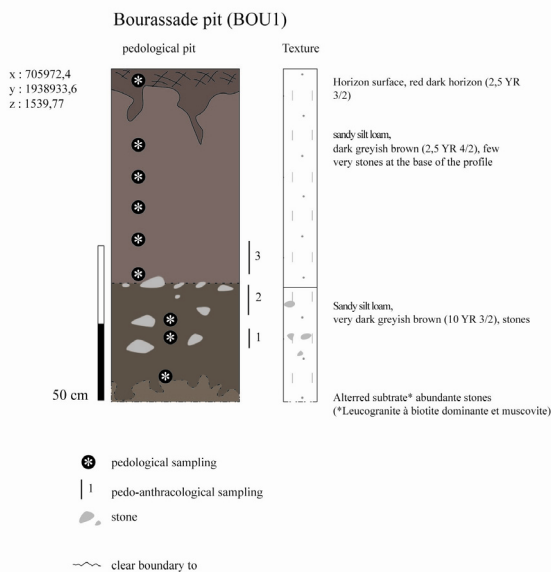 Bourassade pit (BOU1)
pedological pit
Texture
x : 705972,4
y : 1938933,6
z : 1539,77
Horizon surface, red dark horizon (2,5 YR
3/2)
sandy silt loam,
dark greyish brown (2,5 YR 4/2), few
very stones at the base of the profile
3
2
Sandy silt loam,
very dark greyish brown (10 YR 3/2), stones
1
50 cm
Alterred subtrate* abundante stones
(*Leucogranite à biotite dominante et muscovite)
pedological sampling
1
pedo-anthracological sampling
stone
clear boundary to